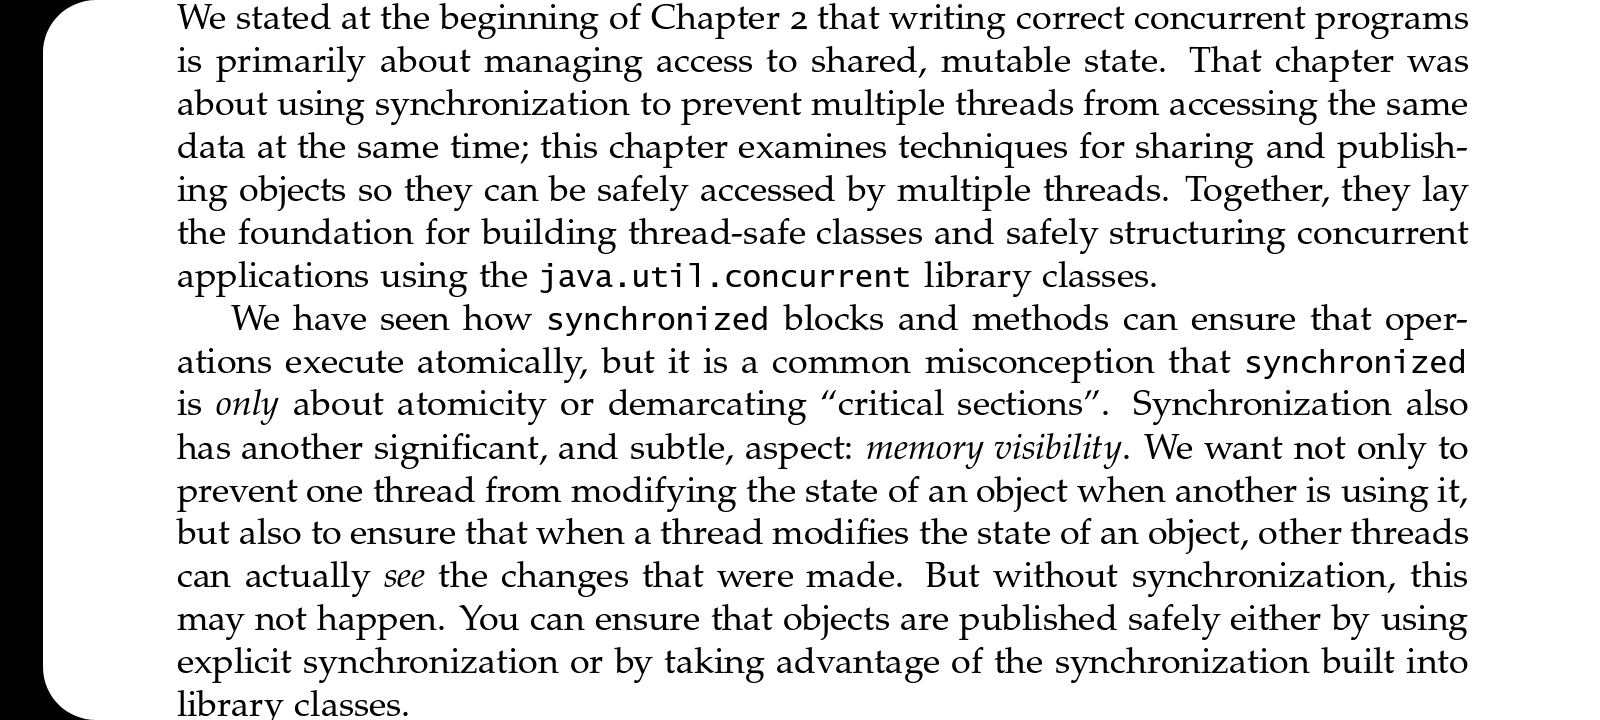 We stated at the beginning of Chapter 2 that writing correct concurrent programs
is primarily about managing access to shared, mutable state. That chapter was
about using synchronization to prevent multiple threads from accessing the same
data at the same time; this chapter examines techniques for sharing and publish-
ing objects so they can be safely accessed by multiple threads. Together, they lay
the foundation for building thread-safe classes and safely structuring concurrent
applications using the java.util.concurrent library classes.
We have seen how synchronized blocks and methods can ensure that oper-
ations execute atomically, but it is a common misconception that synchronized
is only about atomicity or demarcating “critical sections”. Synchronization also
has another significant, and subtle, aspect: memory visibility. We want not only to
prevent one thread from modifying the state of an object when another is using it,
but also to ensure that when a thread modifies the state of an object, other threads
can actually see the changes that were made. But without synchronization, this
may not happen. You can ensure that objects are published safely either by using
explicit synchronization or by taking advantage of the synchronization built into
library classes.